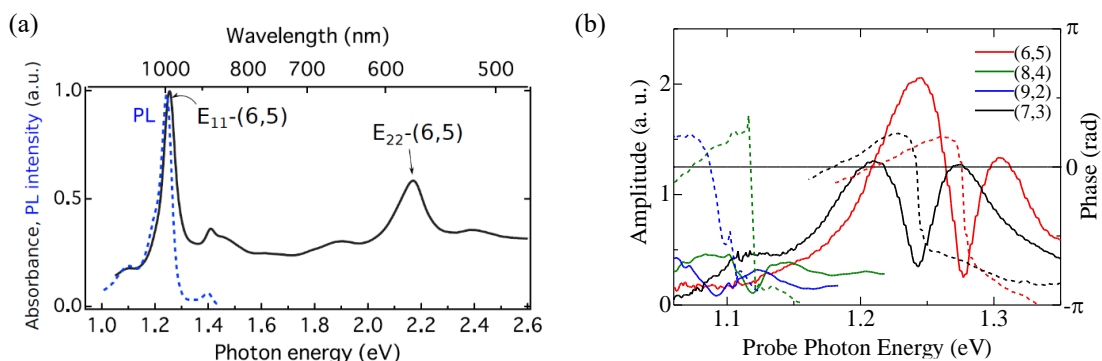 (a)
Wavelength (nm)
1000 800 700 600 500
Absorbance, PL intensity (a.u.)
1.0
0.5
0.0
PL
E11-(6,5)
E22-(6,5)
1.0 1.2 1.4 1.6 1.8 2.0 2.2 2.4 2.6
Photon energy (eV)
(b)
Amplitude (a. u.)
2
1
0
(6,5)
(8,4)
(9,2)
(7,3)
π
0
-π
Phase (rad)
1.1 1.2 1.3
Probe Photon Energy (eV)